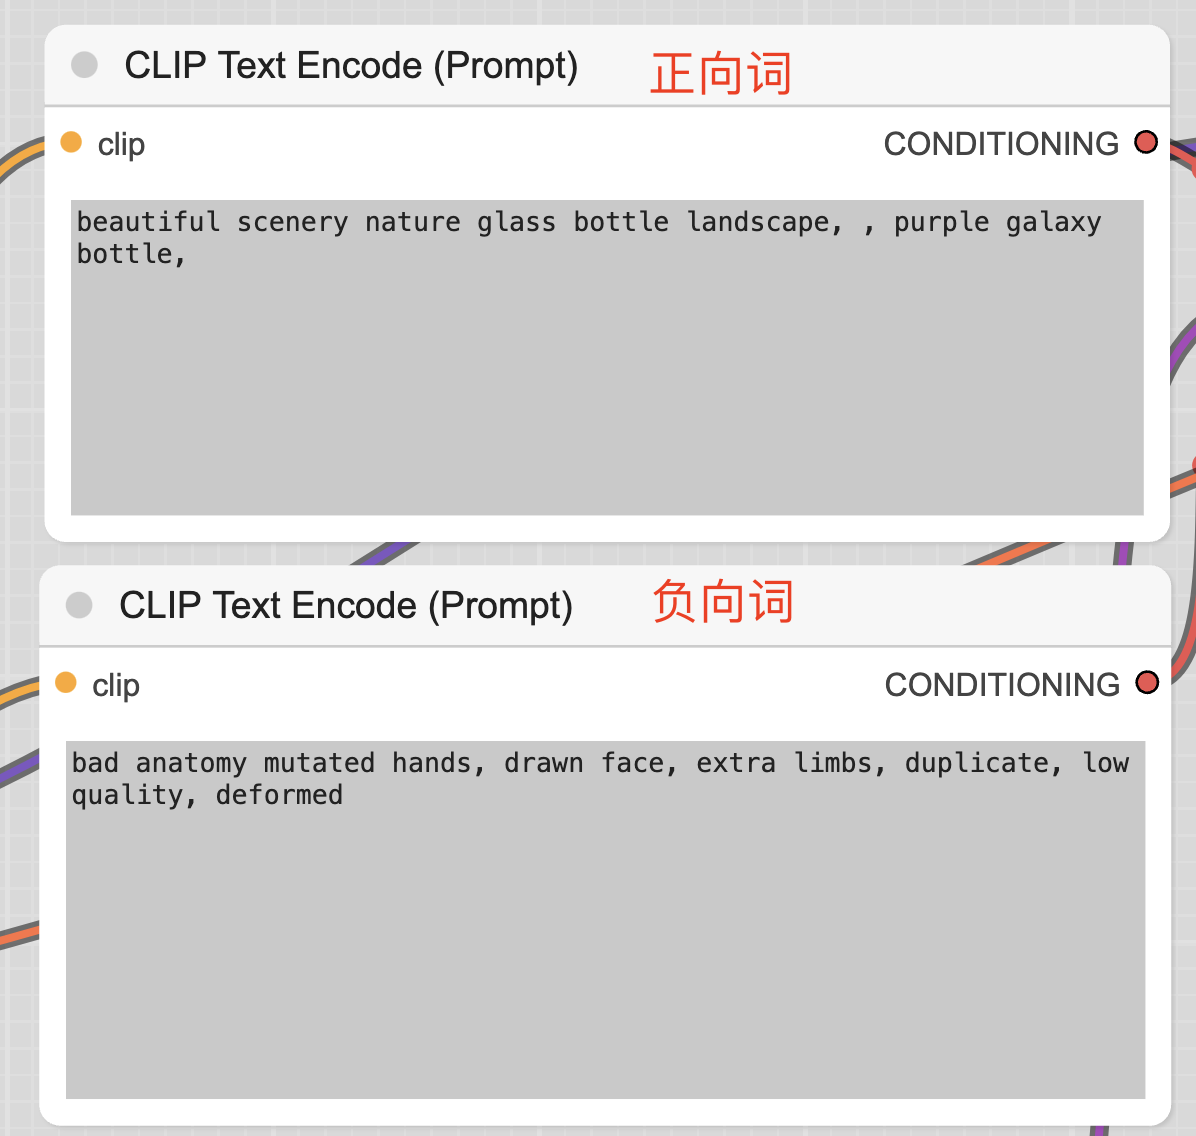 CLIP Text Encode (Prompt) 正向词
clip CONDITIONING
beautiful scenery nature glass bottle landscape, , purple galaxy
bottle,
CLIP Text Encode (Prompt) 负向词
clip CONDITIONING
bad anatomy mutated hands, drawn face, extra limbs, duplicate, low
quality, deformed